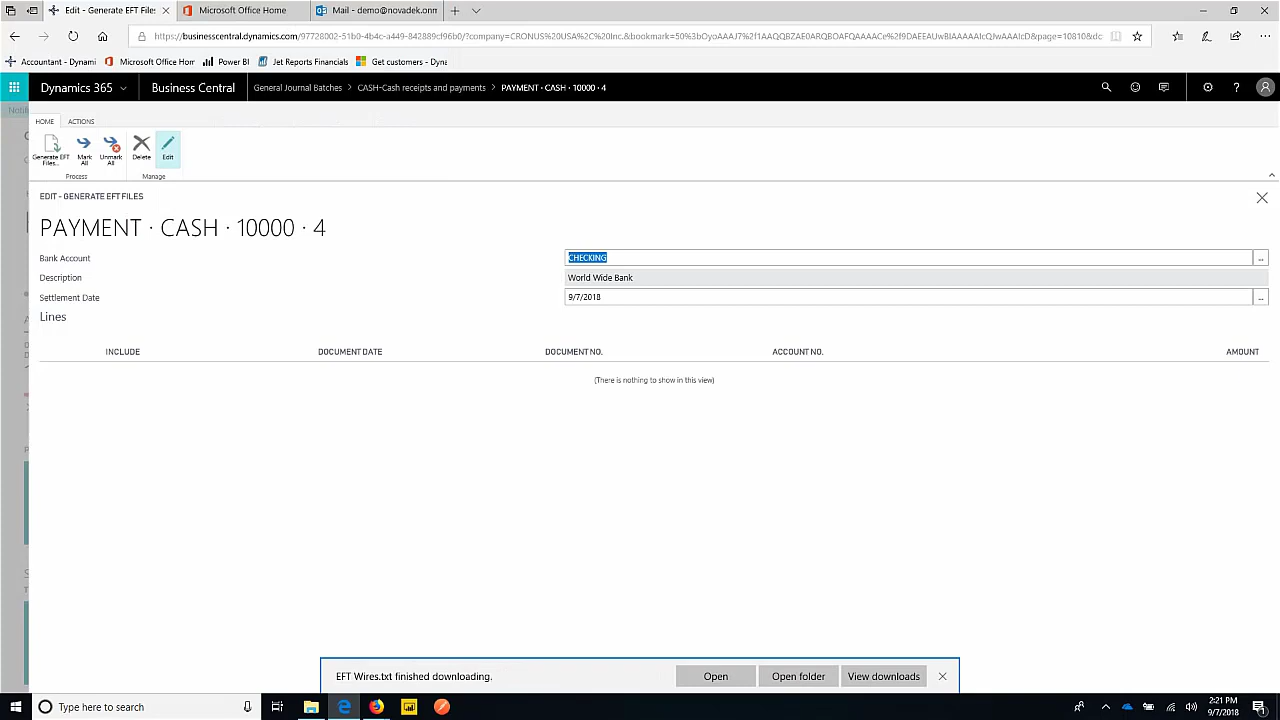 Edit - Generate EFT Files
Microsoft Office Home
Mail - demo@novadek.onm
https://businesscentral.dynamics.com/
Accountant - Dynami
Microsoft Office Hom
Power BI
Jet Reports Financials
Get customers - Dyna
Dynamics 365
Business Central
General Journal Batches
CASH-Cash receipts and payments
PAYMENT · CASH · 10000 · 4
HOME
ACTIONS
Generate EFT Files...
Mark All
Unmark All
Delete
Edit
Process
Manage
EDIT - GENERATE EFT FILES
PAYMENT · CASH · 10000 · 4
Bank Account
CHECKING
Description
World Wide Bank
Settlement Date
9/7/2018
Lines
INCLUDE
DOCUMENT DATE
DOCUMENT NO.
ACCOUNT NO.
AMOUNT
(There is nothing to show in this view)
EFT Wires.txt finished downloading.
Open
Open folder
View downloads
Type here to search
2:21 PM
9/7/2018